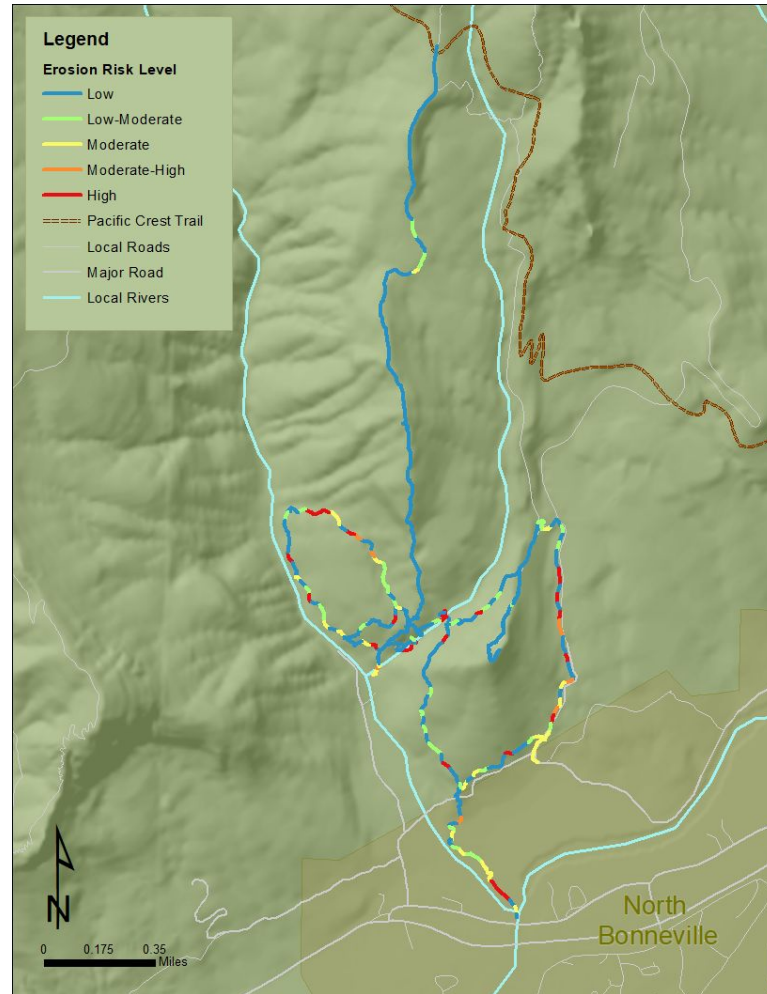 Legend
Erosion Risk Level
Low
Low-Moderate
Moderate
Moderate-High
High
Pacific Crest Trail
Local Roads
Major Road
Local Rivers
N
0 0.175 0.35
Miles
North
Bonneville